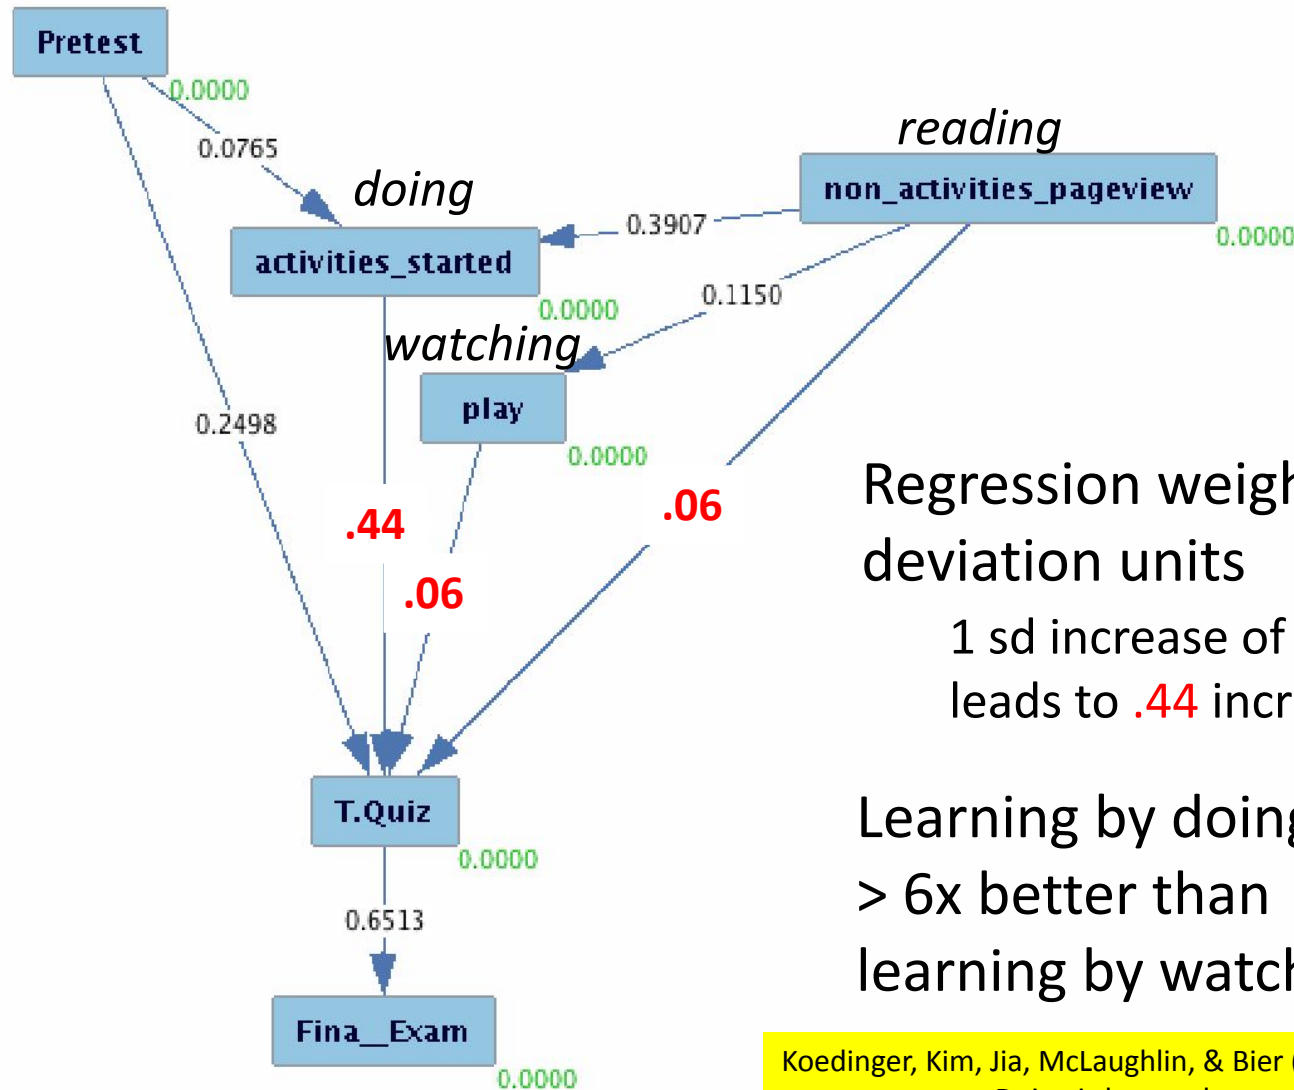 Pretest
0.0000
0.0765
doing
reading
non_activities_pageview
0.0000
0.3907
activities_started
0.0000
0.1150
watching
play
0.0000
0.2498
.44
.06
.06
Regression weigh
deviation units
1 sd increase of
leads to .44 incr
T.Quiz
0.0000
Learning by doing
> 6x better than
learning by watch
0.6513
Fina__Exam
0.0000
Koedinger, Kim, Jia, McLaughlin, & Bier (